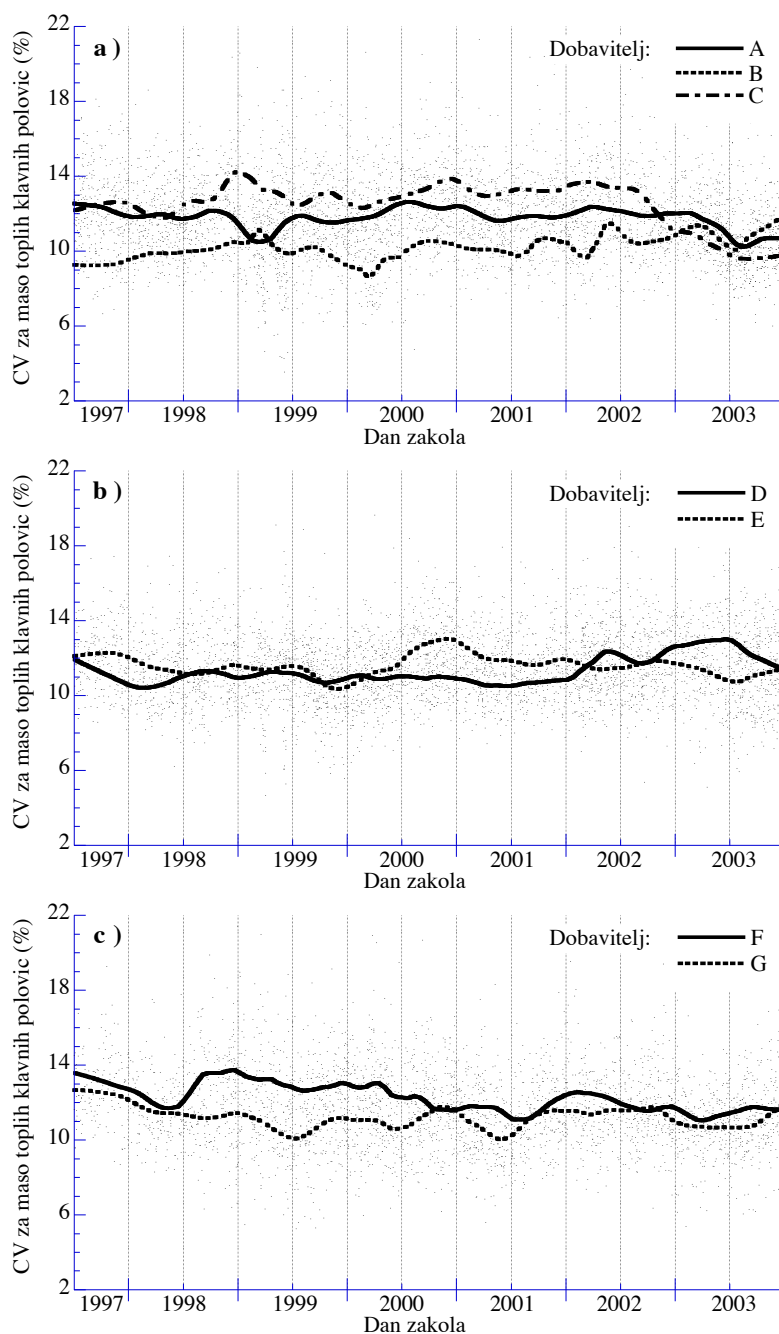 CV za maso toplih klavnih polovic (%)
22
18
14
10
6
2
a )
Dobavitelj:
A
B
C
1997 1998 1999 2000 2001 2002 2003
Dan zakola
CV za maso toplih klavnih polovic (%)
22
18
14
10
6
2
b )
Dobavitelj:
D
E
1997 1998 1999 2000 2001 2002 2003
Dan zakola
CV za maso toplih klavnih polovic (%)
22
18
14
10
6
2
c )
Dobavitelj:
F
G
1997 1998 1999 2000 2001 2002 2003
Dan zakola